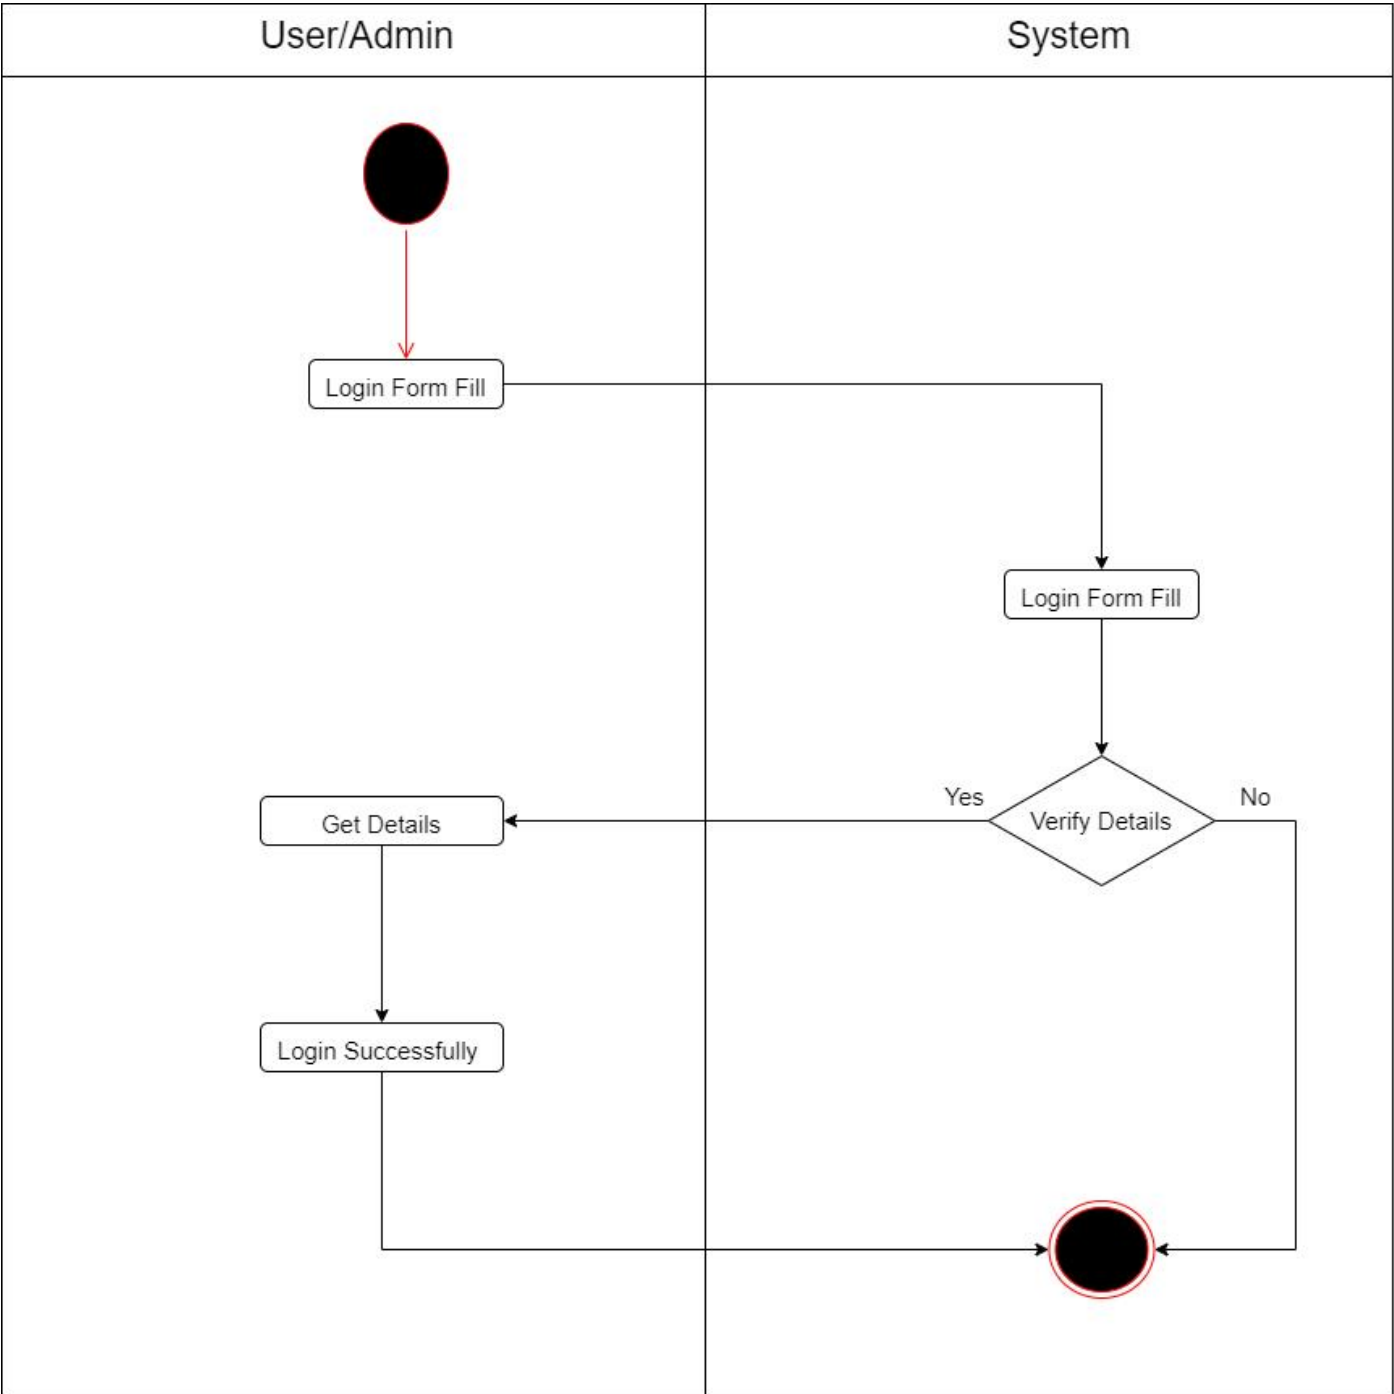 User/Admin
System
Login Form Fill
Login Form Fill
Yes
No
Get Details
Verify Details
Login Successfully